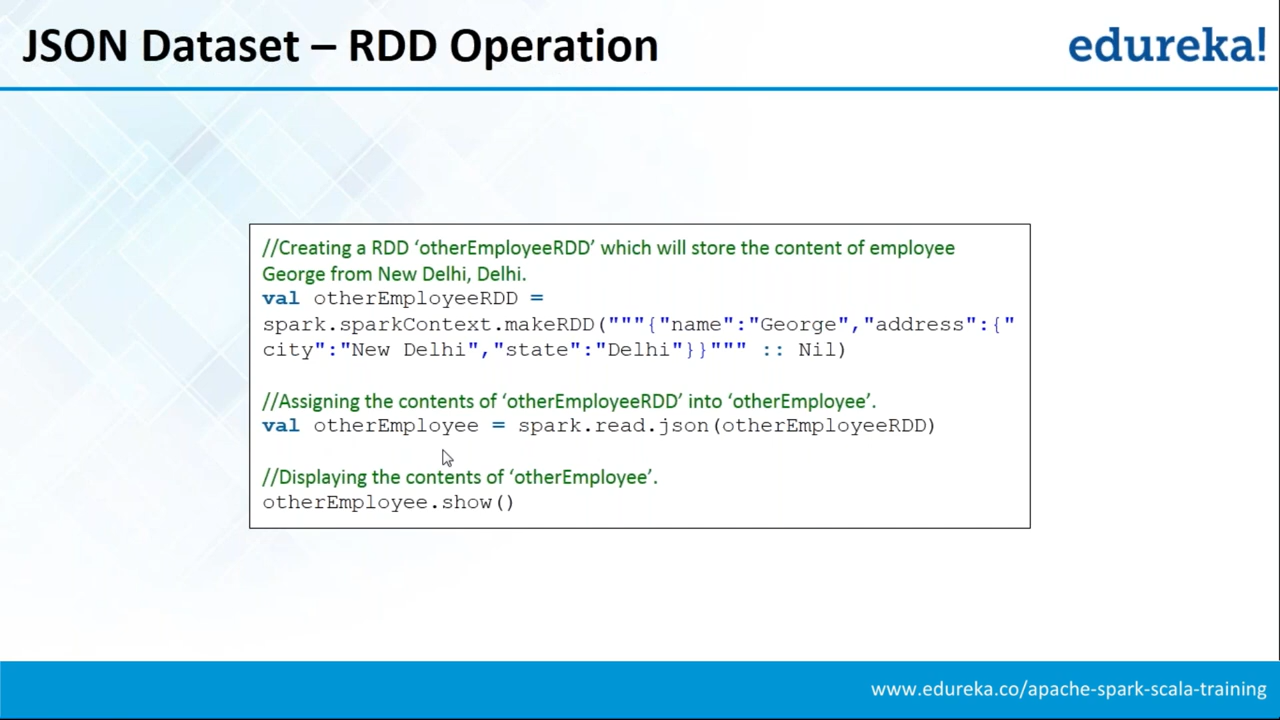 JSON Dataset – RDD Operation
edureka!
//Creating a RDD ‘otherEmployeeRDD’ which will store the content of employee
George from New Delhi, Delhi.
val otherEmployeeRDD =
spark.sparkContext.makeRDD("""{"name":"George","address":{"
city":"New Delhi","state":"Delhi"}}""" :: Nil)
//Assigning the contents of ‘otherEmployeeRDD’ into ‘otherEmployee’.
val otherEmployee = spark.read.json(otherEmployeeRDD)
//Displaying the contents of ‘otherEmployee’.
otherEmployee.show()
www.edureka.co/apache-spark-scala-training